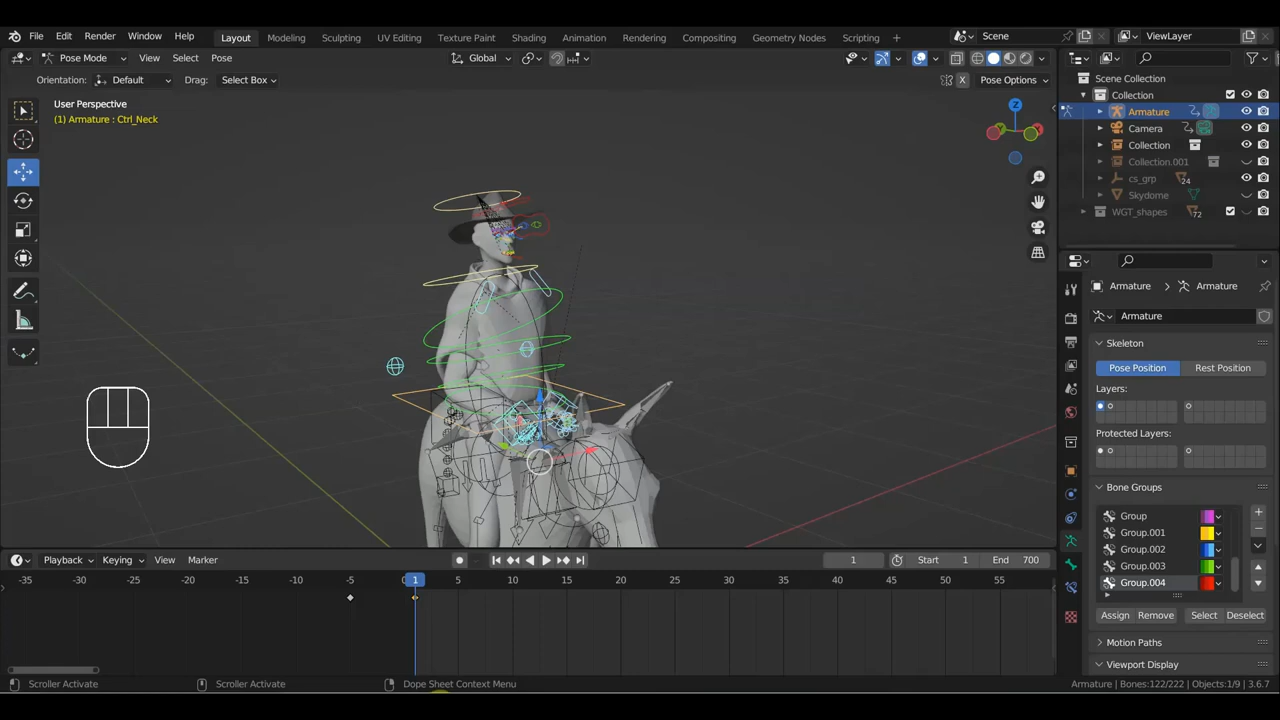 File Edit Render Window Help Layout Modeling Sculpting UV Editing Texture Paint Shading Animation Rendering Compositing Geometry Nodes Scripting + Scene ViewLayer
Pose Mode View Select Pose Global
Orientation: Default Drag: Select Box X Pose Options
User Perspective
(1) Armature : Ctrl_Neck
Z
Scene Collection
Collection
Armature
Camera
Collection
Collection.001
cs_grp 24
Skydome
WGT_shapes 72
Armature Armature
Armature
Skeleton
Pose Position Rest Position
Layers:
Protected Layers:
Bone Groups
Group
Group.001
Group.002
Group.003
Group.004
Assign Remove Select Deselect
Motion Paths
Viewport Display
Playback Keying View Marker 1 Start 1 End 700
-35 -30 -25 -20 -15 -10 -5 0 1 5 10 15 20 25 30 35 40 45 50 55
Scroller Activate Scroller Activate Dope Sheet Context Menu Armature | Bones:122/222 | Objects:1/9 | 3.6.7